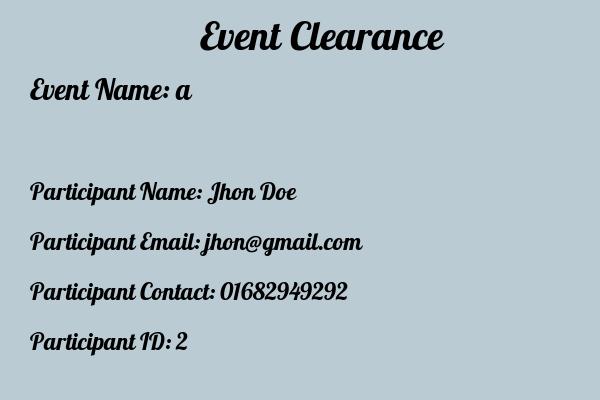 Event Clearance
Event Name: a
Participant Name: Jhon Doe
Participant Email: jhon@gmail.com
Participant Contact: 01682949292
Participant ID: 2